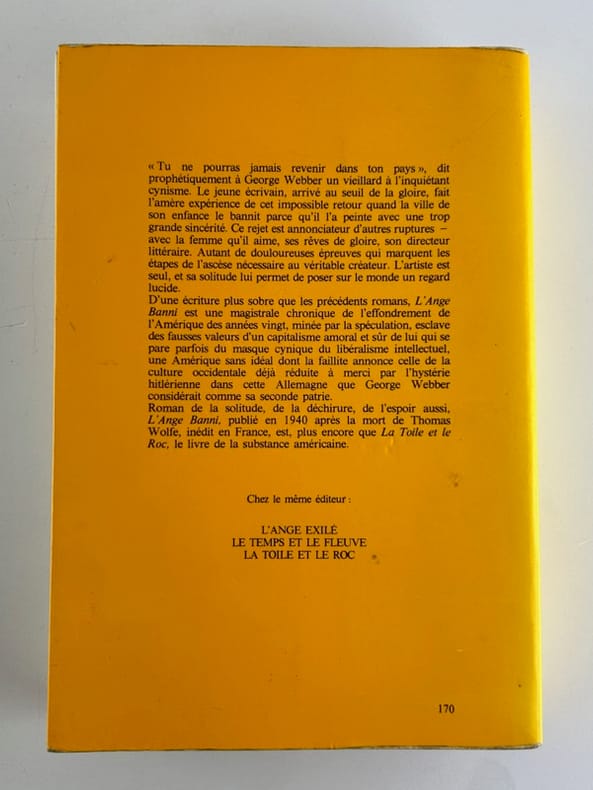 « Tu ne pourras jamais revenir dans ton pays », dit
prophétiquement à George Webber un vieillard à l'inquiétant
cynisme. Le jeune écrivain, arrivé au seuil de la gloire, fait
l'amère expérience de cet impossible retour quand la ville de
son enfance le bannit parce qu'il l'a peinte avec une trop
grande sincérité. Ce rejet est annonciateur d'autres ruptures –
avec la femme qu'il aime, ses rêves de gloire, son directeur
littéraire. Autant de douloureuses épreuves qui marquent les
étapes de l'ascèse nécessaire au véritable créateur. L'artiste est
seul, et sa solitude lui permet de poser sur le monde un regard
lucide.
D'une écriture plus sobre que les précédents romans, L'Ange
Banni est une magistrale chronique de l'effondrement de
l'Amérique des années vingt, minée par la spéculation, esclave
des fausses valeurs d'un capitalisme amoral et sûr de lui qui se
pare parfois du masque cynique du libéralisme intellectuel,
une Amérique sans idéal dont la faillite annonce celle de la
culture occidentale déjà réduite à merci par l'hystérie
hitlérienne dans cette Allemagne que George Webber
considérait comme sa seconde patrie.
Roman de la solitude, de la déchirure, de l'espoir aussi,
L'Ange Banni, publié en 1940 après la mort de Thomas
Wolfe, inédit en France, est, plus encore que La Toile et le
Roc, le livre de la substance américaine.
Chez le même éditeur :
L'ANGE EXILÉ
LE TEMPS ET LE FLEUVE
LA TOILE ET LE ROC
170